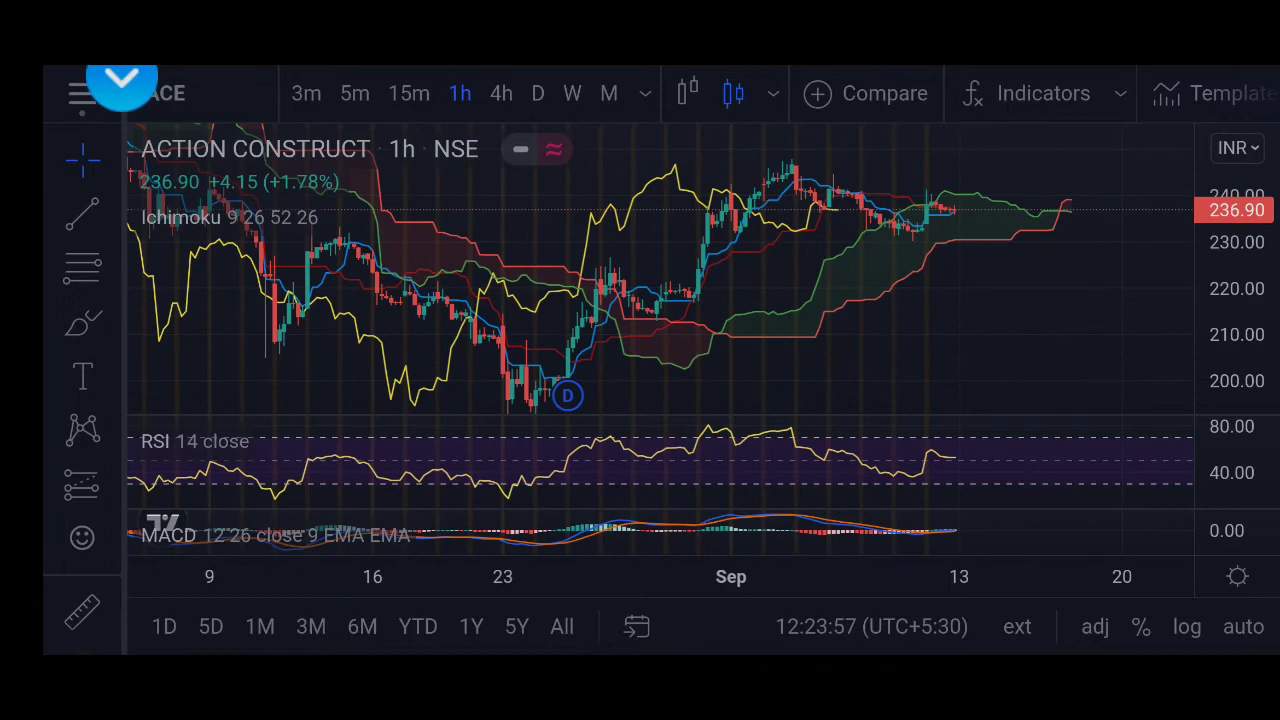 ACE 3m 5m 15m 1h 4h D W M Compare Indicators Template
ACTION CONSTRUCT · 1h · NSE INR
236.90 +4.15 (+1.78%)
240.00
236.90
Ichimoku 9 26 52 26
230.00
220.00
210.00
200.00
D
80.00
RSI 14 close
40.00
MACD 12 26 close 9 EMA EMA 0.00
9 16 23 Sep 13 20
1D 5D 1M 3M 6M YTD 1Y 5Y All 12:23:57 (UTC+5:30) ext adj % log auto
T